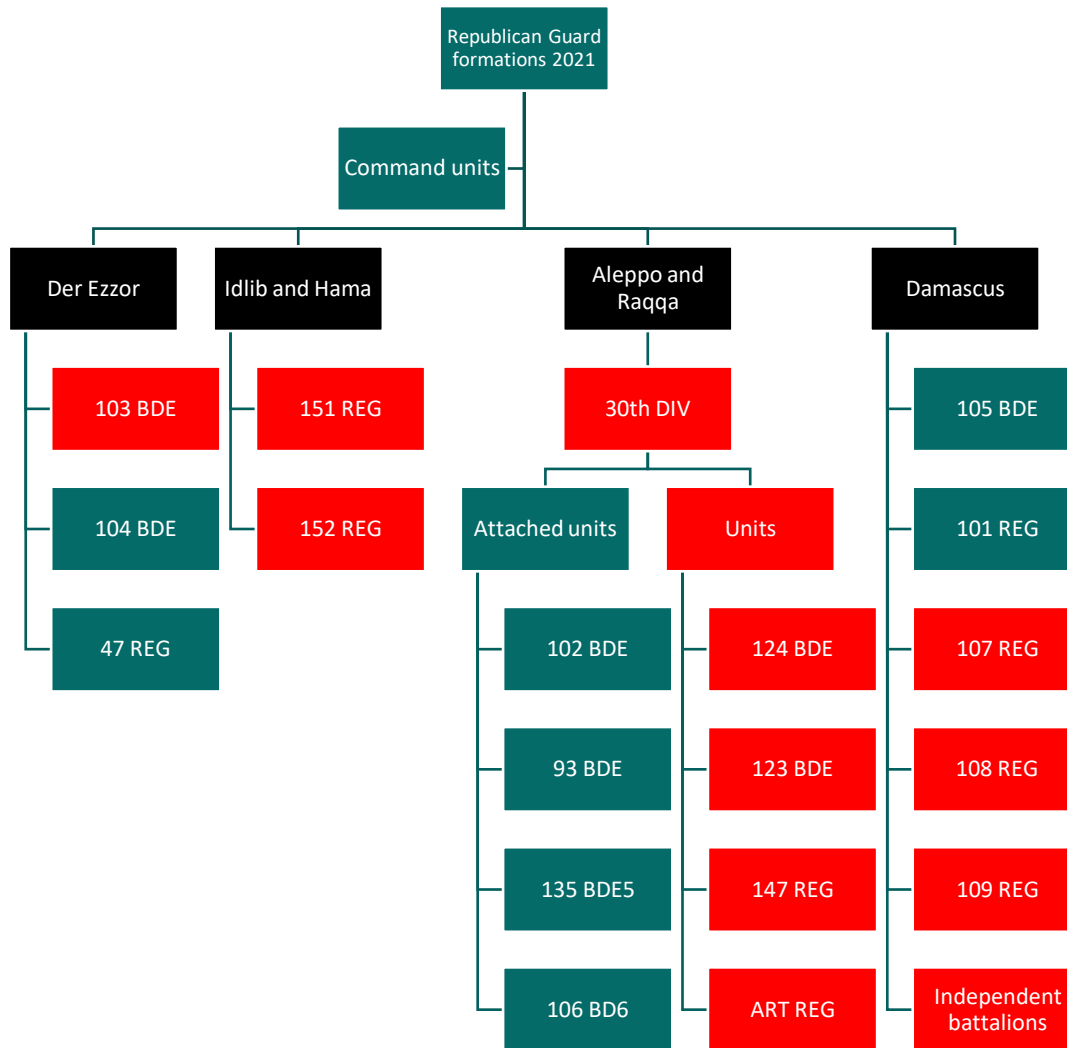 Republican Guard
formations 2021
Command units
Der Ezzor
Idlib and Hama
Aleppo and
Raqqa
Damascus
103 BDE
151 REG
30th DIV
105 BDE
104 BDE
152 REG
Attached units
Units
101 REG
47 REG
102 BDE
124 BDE
107 REG
93 BDE
123 BDE
108 REG
135 BDE5
147 REG
109 REG
106 BD6
ART REG
Independent
battalions